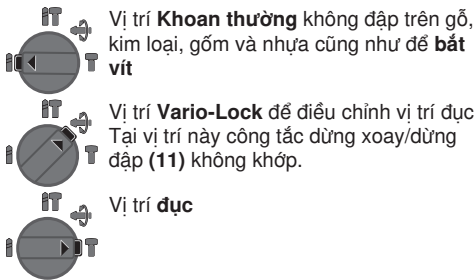 Vị trí Khoan thường không đập trên gỗ,
kim loại, gốm và nhựa cũng như để bắt
vít
Vị trí Vario-Lock để điều chỉnh vị trí đục
Tại vị trí này công tắc dừng xoay/dừng
đập (11) không khớp.
Vị trí đục